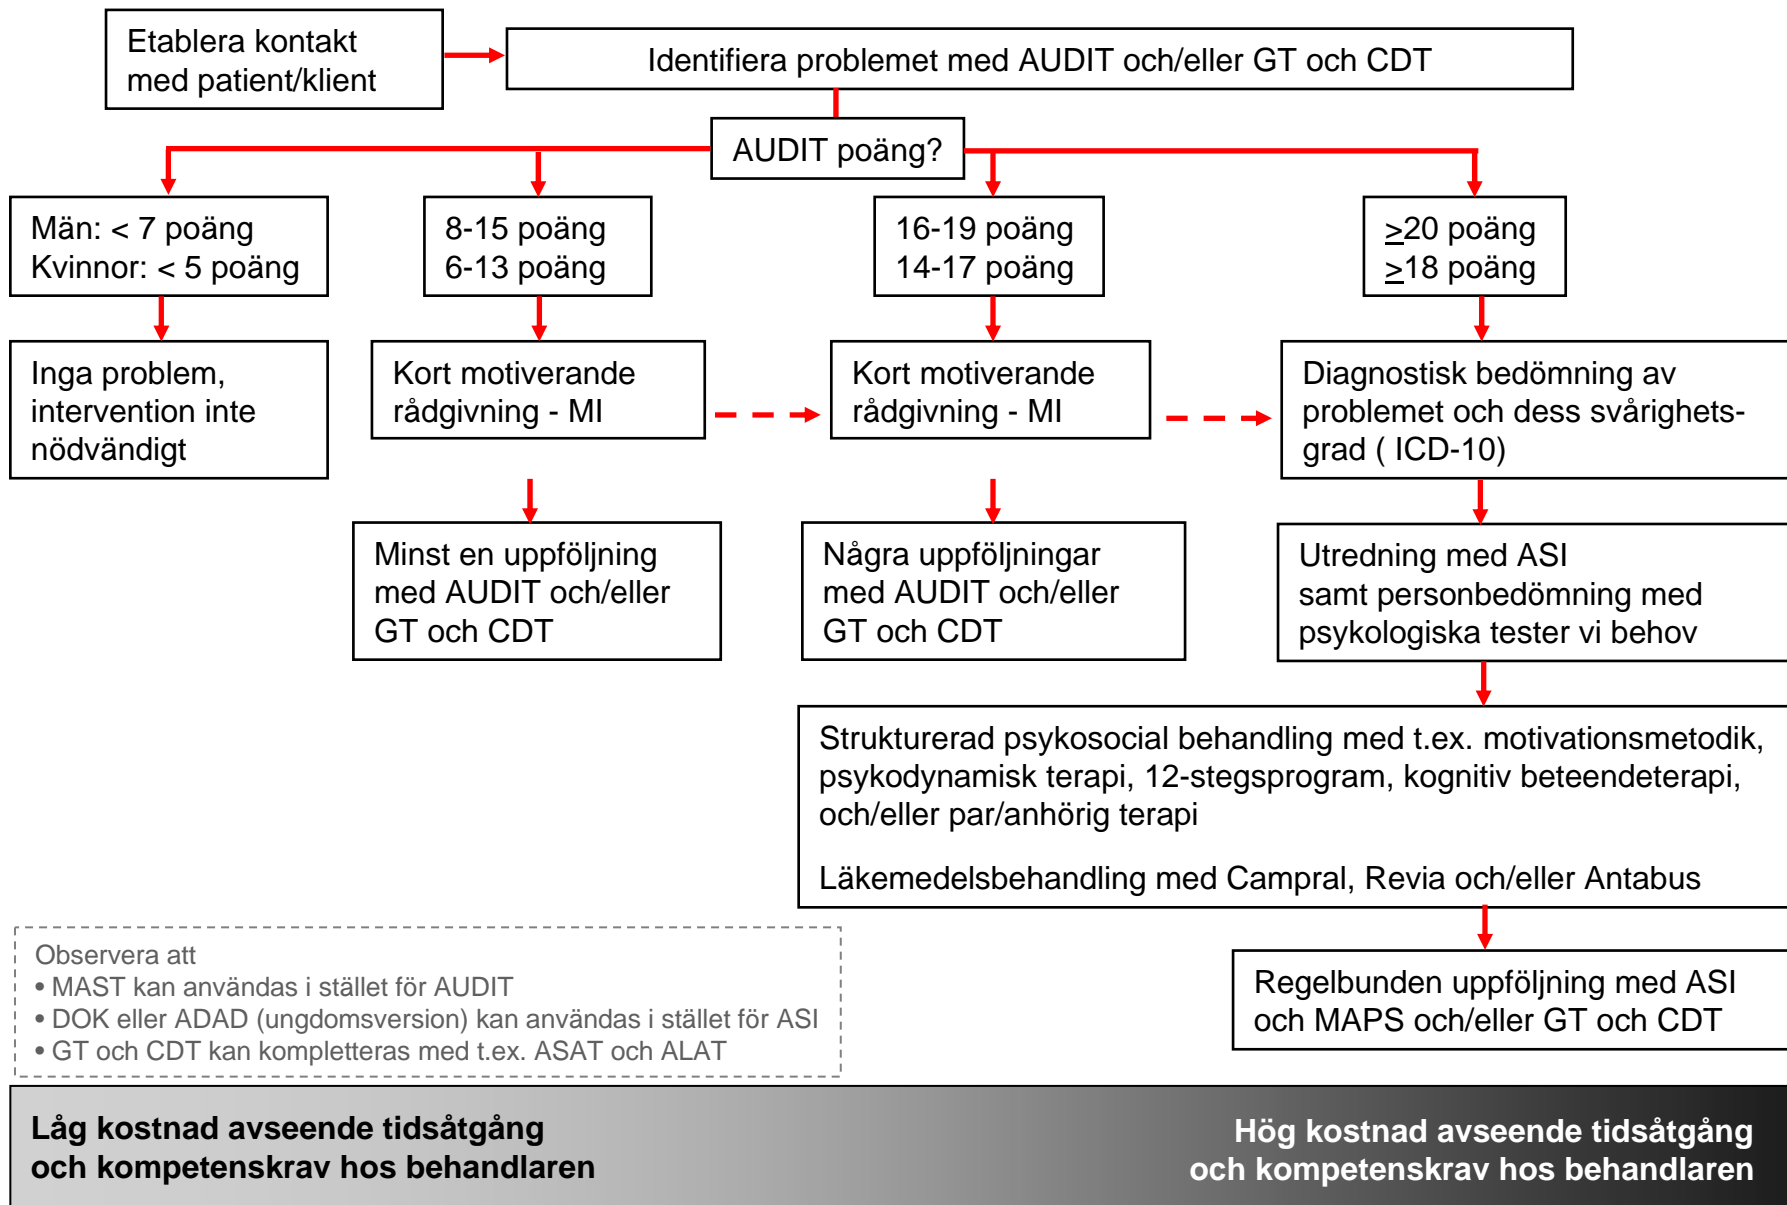 Etablera kontakt
med patient/klient
Identifiera problemet med AUDIT och/eller GT och CDT
AUDIT poäng?
Män: < 7 poäng
Kvinnor: < 5 poäng
8-15 poäng
6-13 poäng
16-19 poäng
14-17 poäng
≥20 poäng
≥18 poäng
Inga problem,
intervention inte
nödvändigt
Kort motiverande
rådgivning - MI
Kort motiverande
rådgivning - MI
Diagnostisk bedömning av
problemet och dess svårighets-
grad ( ICD-10)
Minst en uppföljning
med AUDIT och/eller
GT och CDT
Några uppföljningar
med AUDIT och/eller
GT och CDT
Utredning med ASI
samt personbedömning med
psykologiska tester vi behov
Strukturerad psykosocial behandling med t.ex. motivationsmetodik,
psykodynamisk terapi, 12-stegsprogram, kognitiv beteendeterapi,
och/eller par/anhörig terapi
Läkemedelsbehandling med Campral, Revia och/eller Antabus
Observera att
• MAST kan användas i stället för AUDIT
• DOK eller ADAD (ungdomsversion) kan användas i stället för ASI
• GT och CDT kan kompletteras med t.ex. ASAT och ALAT
Regelbunden uppföljning med ASI
och MAPS och/eller GT och CDT
Låg kostnad avseende tidsåtgång
och kompetenskrav hos behandlaren
Hög kostnad avseende tidsåtgång
och kompetenskrav hos behandlaren